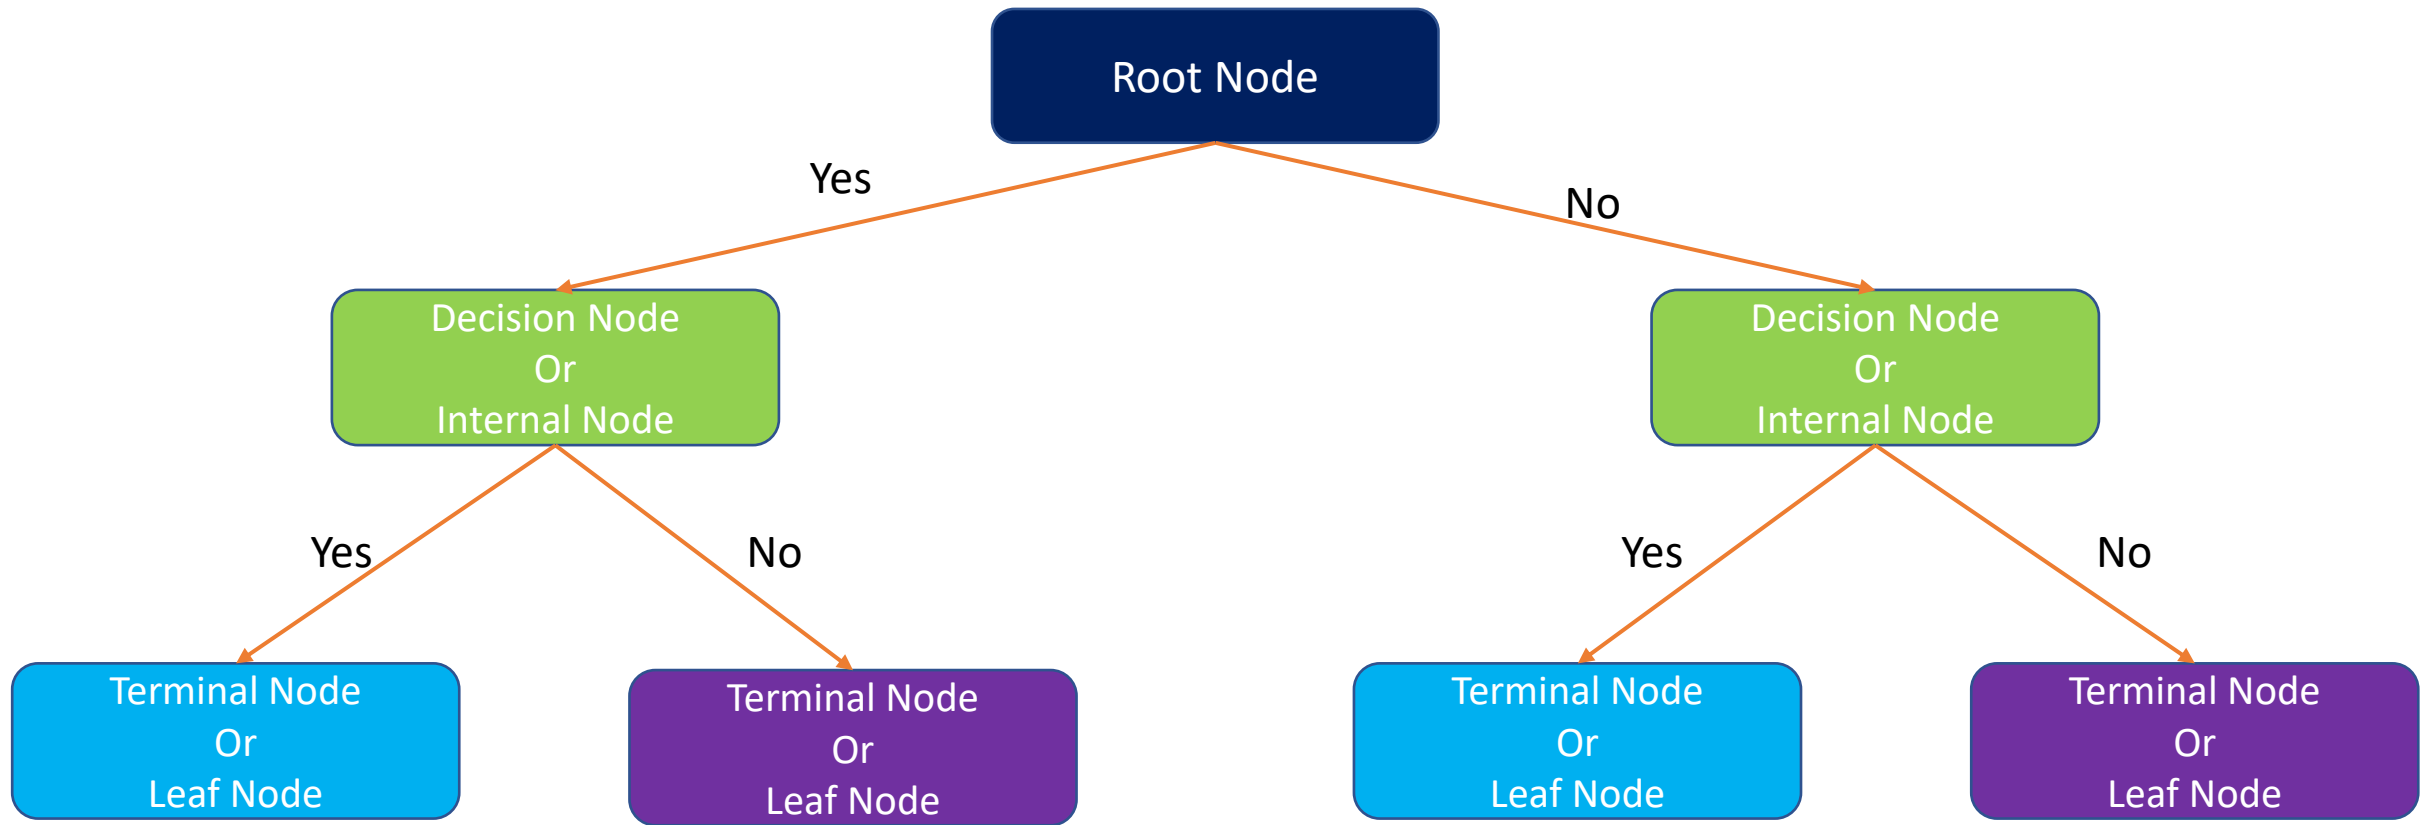 Root Node
Yes
No
Decision Node
Or
Internal Node
Decision Node
Or
Internal Node
Yes
No
Yes
No
Terminal Node
Or
Leaf Node
Terminal Node
Or
Leaf Node
Terminal Node
Or
Leaf Node
Terminal Node
Or
Leaf Node